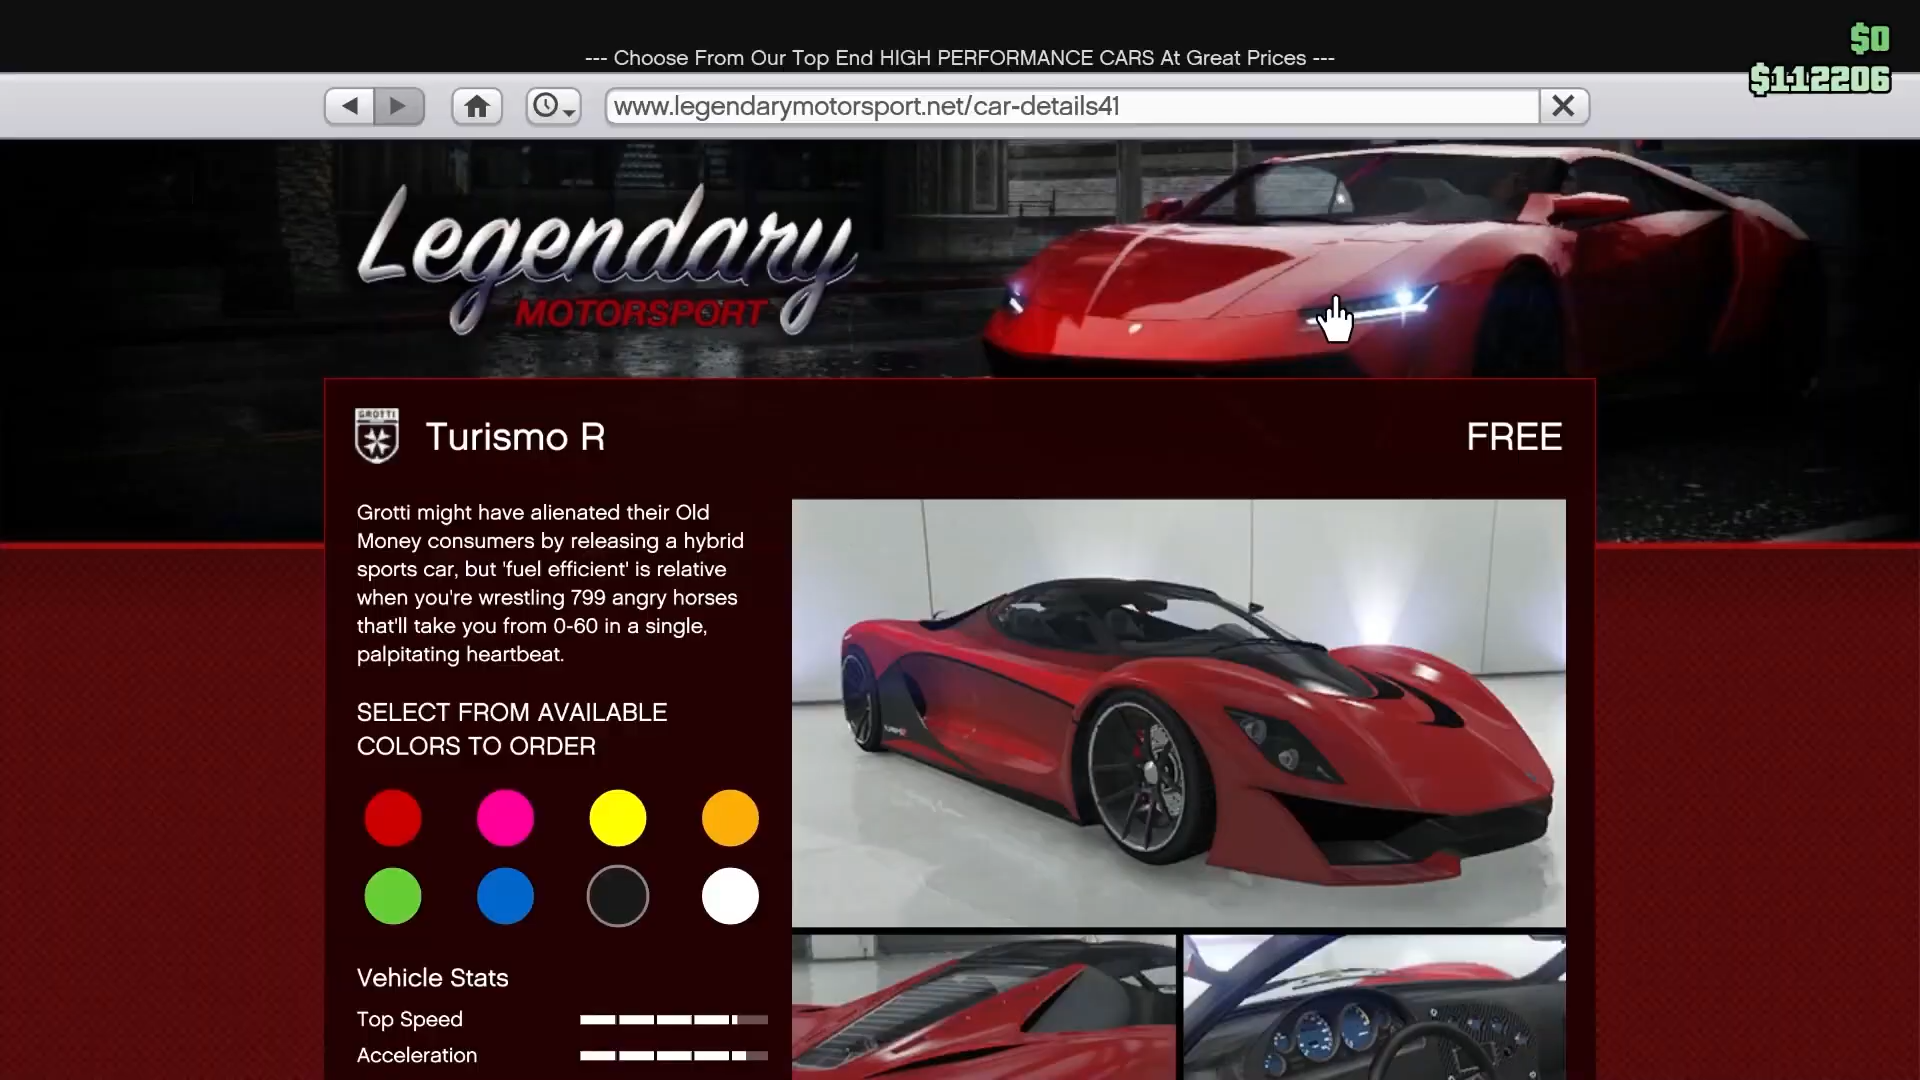 $0
--- Choose From Our Top End HIGH PERFORMANCE CARS At Great Prices ---
$112206
www.legendarymotorsport.net/car-details41
Legendary
MOTORSPORT
GROTTI
Turismo R
FREE
Grotti might have alienated their Old
Money consumers by releasing a hybrid
sports car, but 'fuel efficient' is relative
when you're wrestling 799 angry horses
that'll take you from 0-60 in a single,
palpitating heartbeat.
SELECT FROM AVAILABLE
COLORS TO ORDER
Vehicle Stats
Top Speed
Acceleration